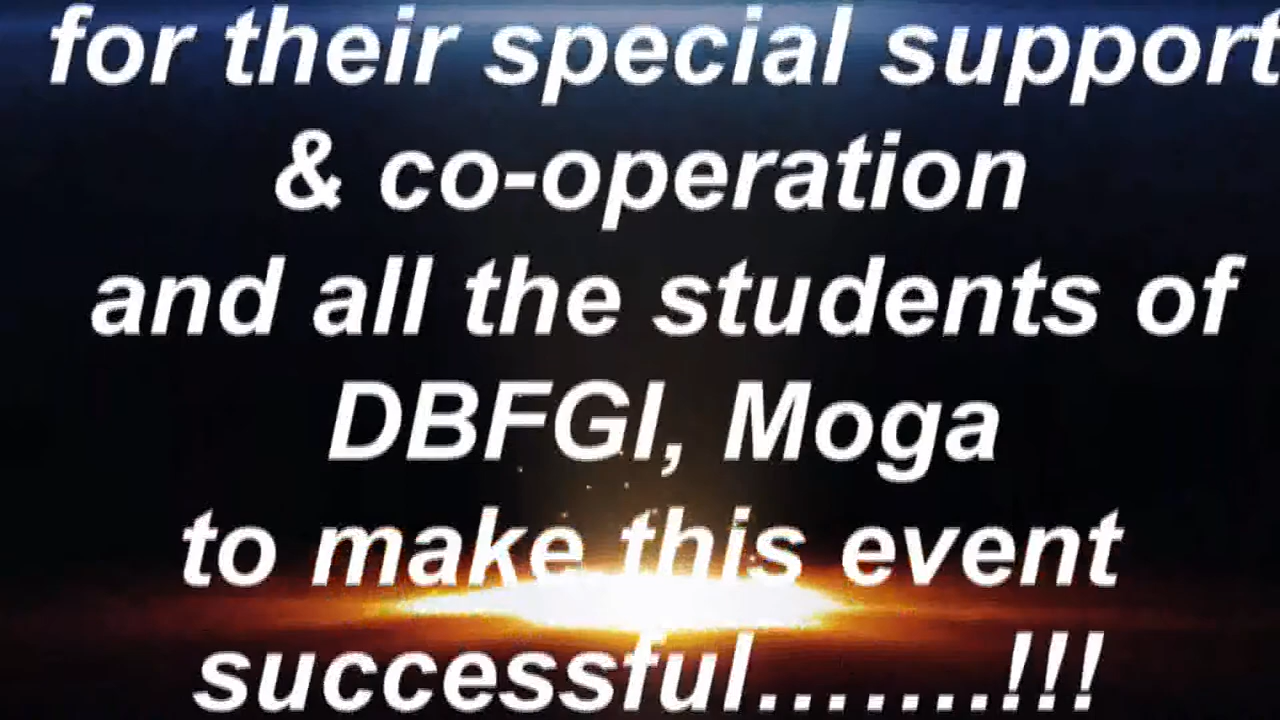 for their special support
& co-operation
and all the students of
DBFGI, Moga
to make this event
successful.......!!!